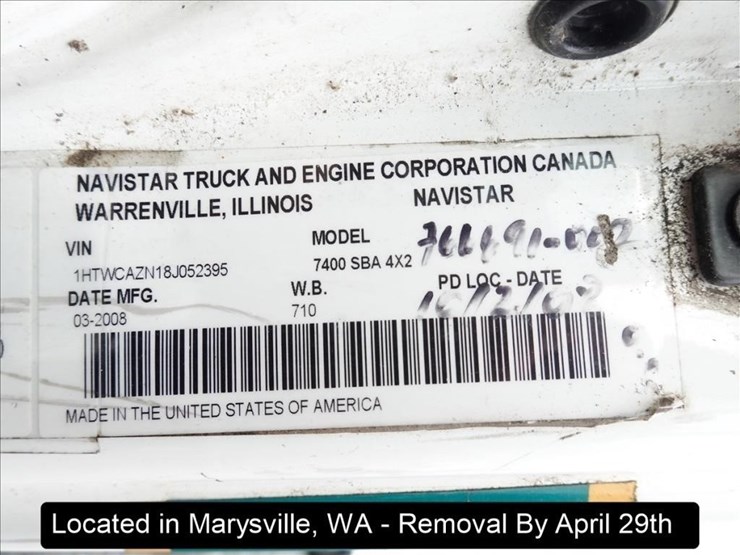 NAVISTAR TRUCK AND ENGINE CORPORATION CANADA
WARRENVILLE, ILLINOIS NAVISTAR
VIN MODEL
1HTWCAZN18J052395 7400 SBA 4X2
DATE MFG. W.B. PD LOC - DATE
03-2008 710
MADE IN THE UNITED STATES OF AMERICA
Located in Marysville, WA - Removal By April 29th